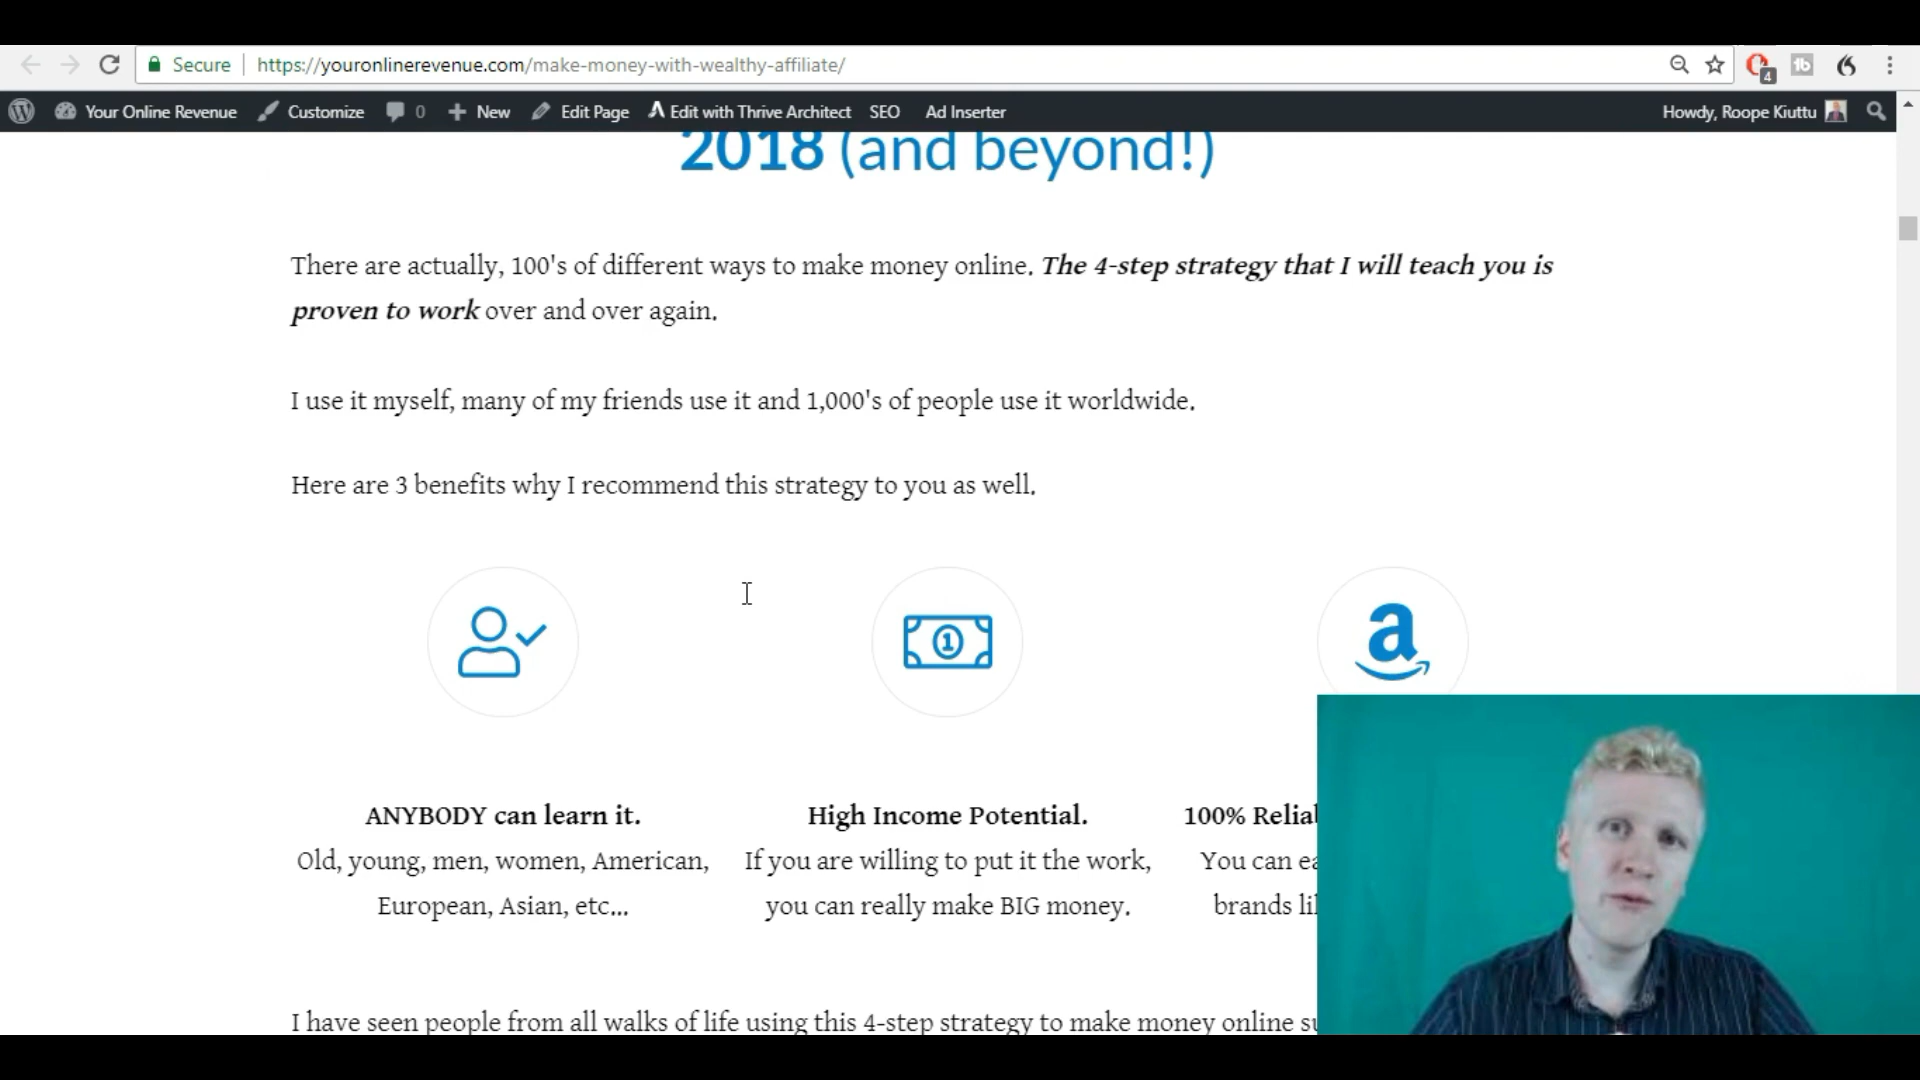 Secure https://youronlinerevenue.com/make-money-with-wealthy-affiliate/
4
Your Online Revenue Customize 0 New Edit Page Edit with Thrive Architect SEO Ad Inserter Howdy, Roope Kiuttu
2018 (and beyond!)
There are actually, 100's of different ways to make money online. The 4-step strategy that I will teach you is
proven to work over and over again.
I use it myself, many of my friends use it and 1,000's of people use it worldwide.
Here are 3 benefits why I recommend this strategy to you as well.
1
a
ANYBODY can learn it.
Old, young, men, women, American,
European, Asian, etc...
High Income Potential.
If you are willing to put it the work,
you can really make BIG money.
100%
You can
brands
I have seen people from all walks of life using this 4-step strategy to make money online